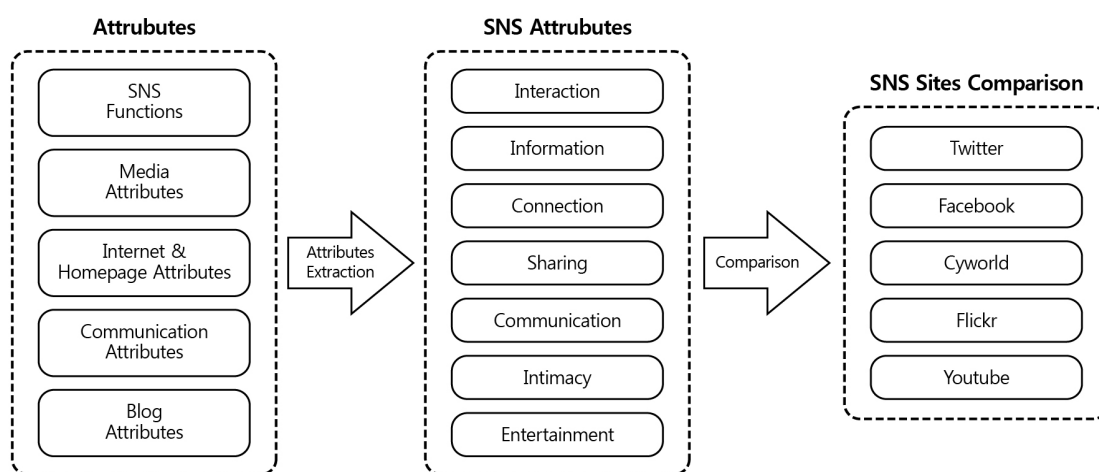 Attrubutes
SNS
Functions
Media
Attributes
Internet &
Homepage Attributes
Communication
Attributes
Blog
Attributes
Attributes
Extraction
SNS Attrubutes
Interaction
Information
Connection
Sharing
Communication
Intimacy
Entertainment
Comparison
SNS Sites Comparison
Twitter
Facebook
Cyworld
Flickr
Youtube